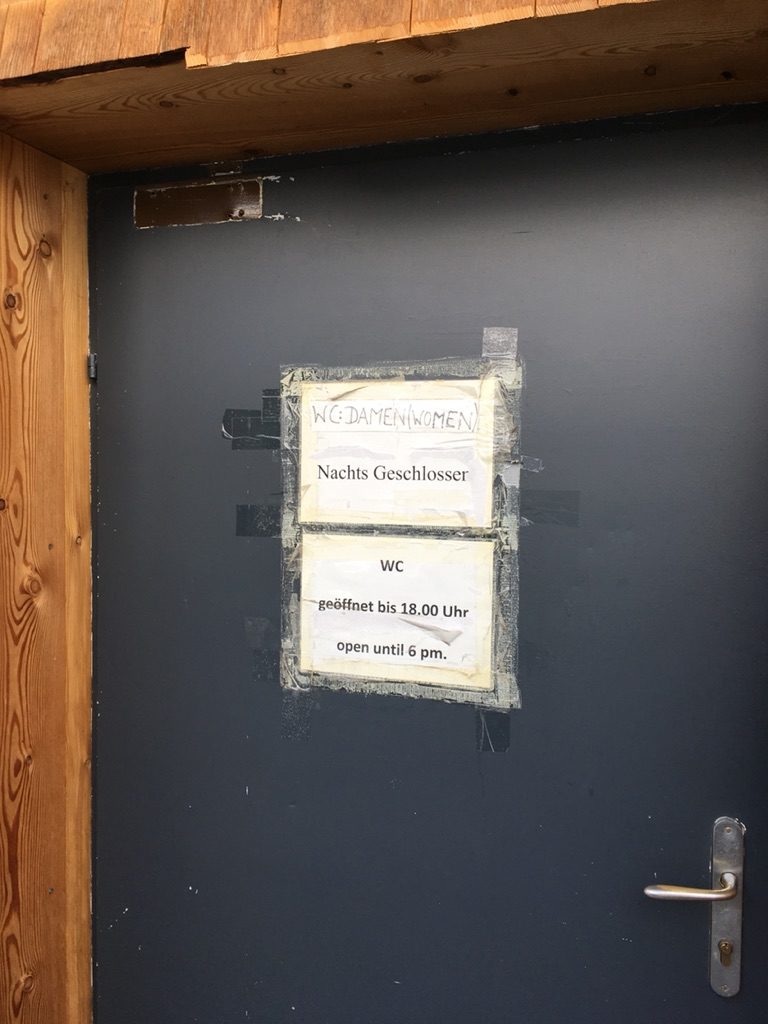 WC: DAMEN (WOMEN)
Nachts Geschlosser
WC
geöffnet bis 18.00 Uhr
open until 6 pm.